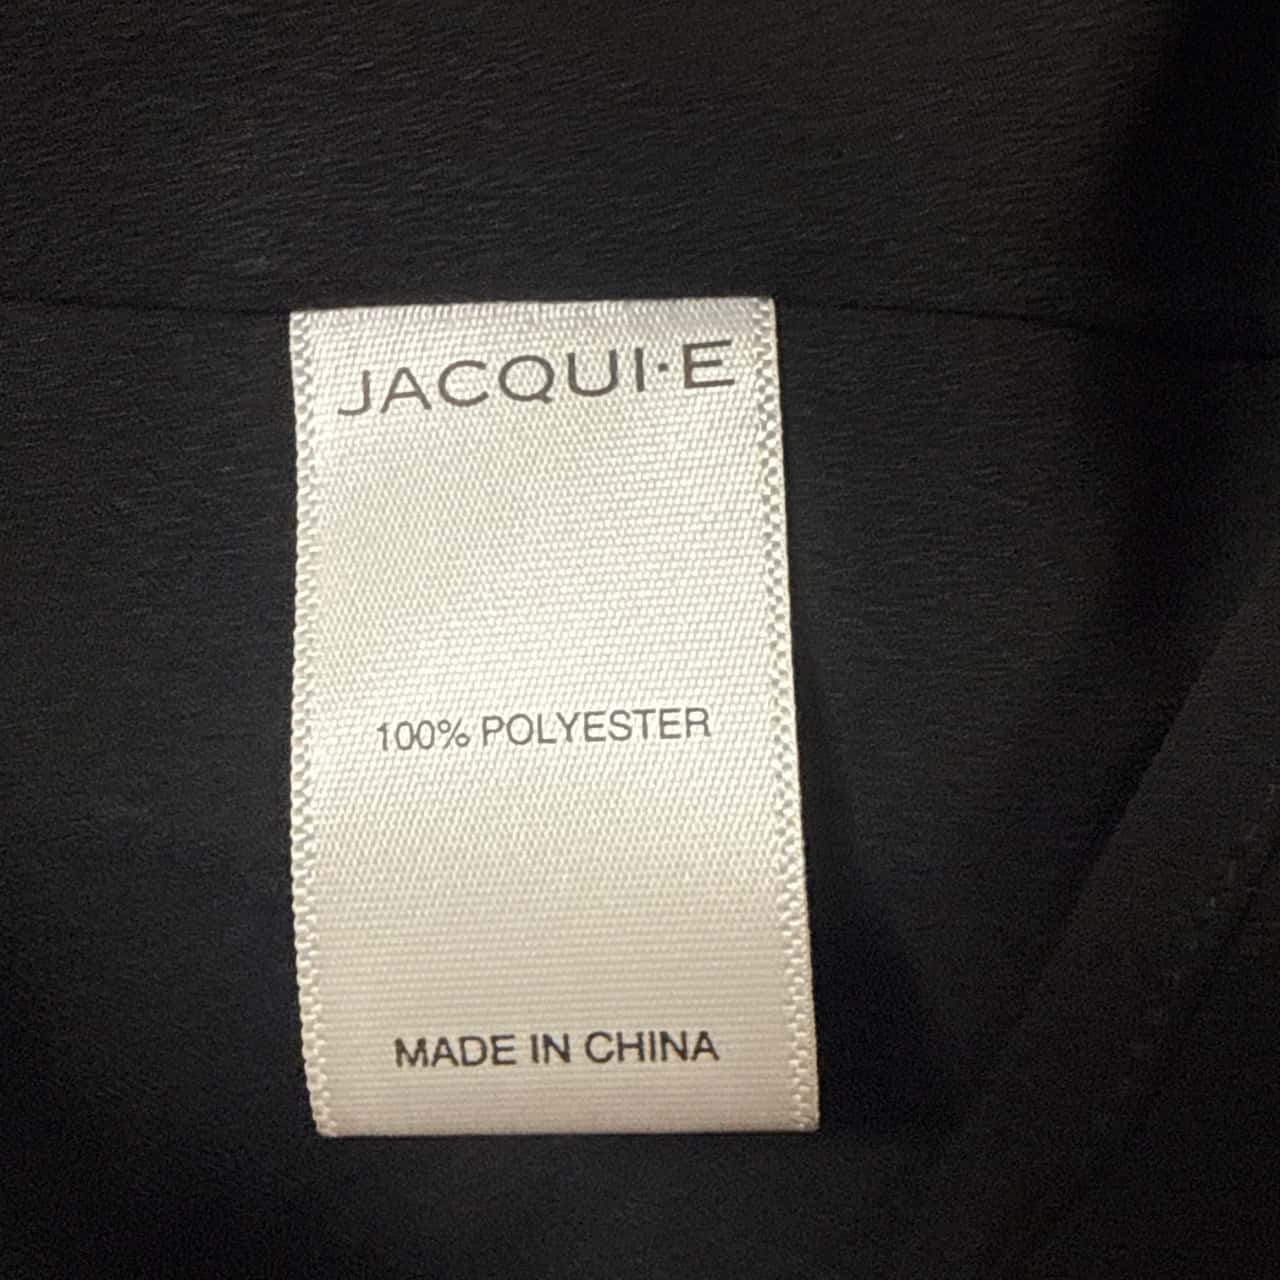 JACQUI·E
100% POLYESTER
MADE IN CHINA